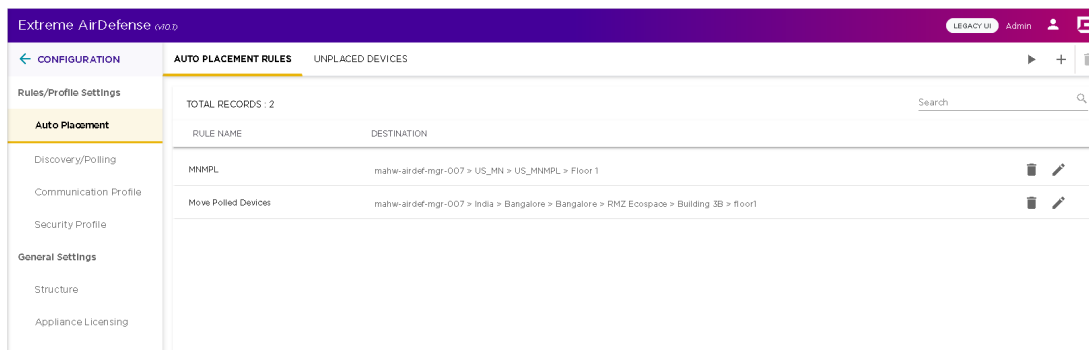 Extreme AirDefense (v10.1) LEGACY UI Admin
CONFIGURATION AUTO PLACEMENT RULES UNPLACED DEVICES
Rules/Profile Settings
TOTAL RECORDS : 2 Search
Auto Placement
RULE NAME DESTINATION
Discovery/Polling
MNMPL mahw-airdef-mgr-007 > US_MN > US_MNMPL > Floor 1
Communication Profile
Move Polled Devices mahw-airdef-mgr-007 > India > Bangalore > Bangalore > RMZ Ecospace > Building 3B > floor1
Security Profile
General Settings
Structure
Appliance Licensing